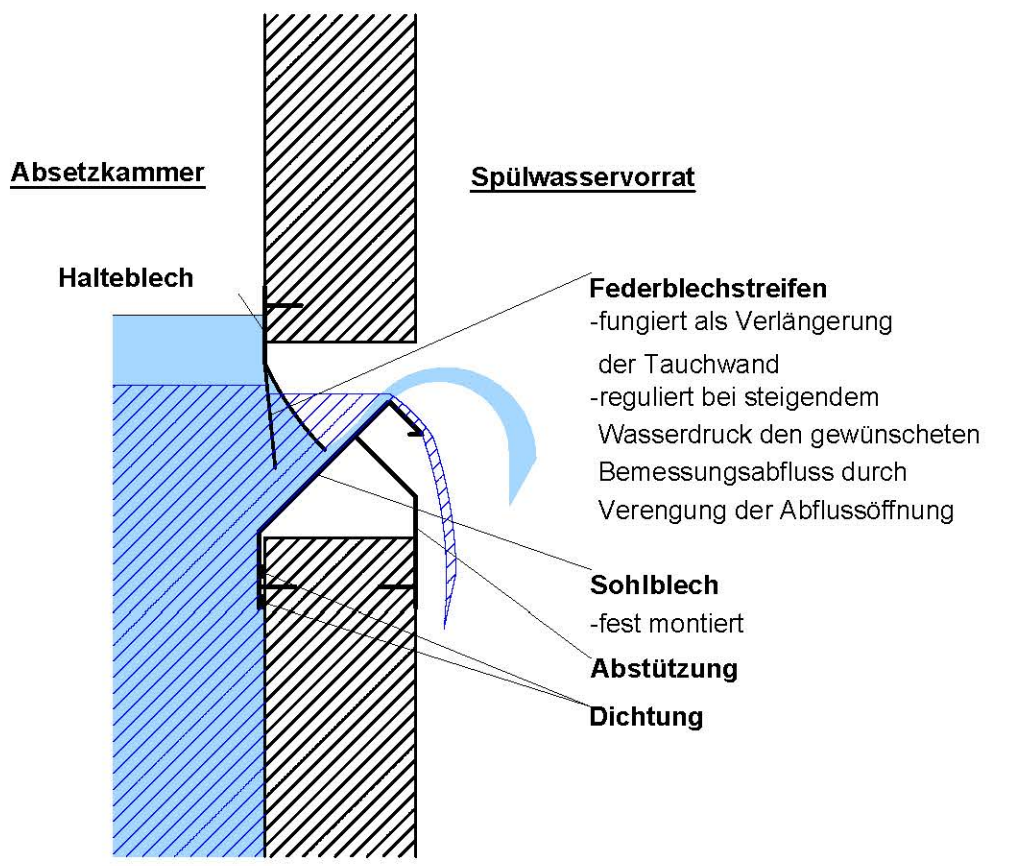 Absetzkammer
Spülwasservorrat
Halteblech
Federblechstreifen
-fungiert als Verlängerung
der Tauchwand
-reguliert bei steigendem
Wasserdruck den gewünscheten
Bemessungsabfluss durch
Verengung der Abflussöffnung
Sohlblech
-fest montiert
Abstützung
Dichtung